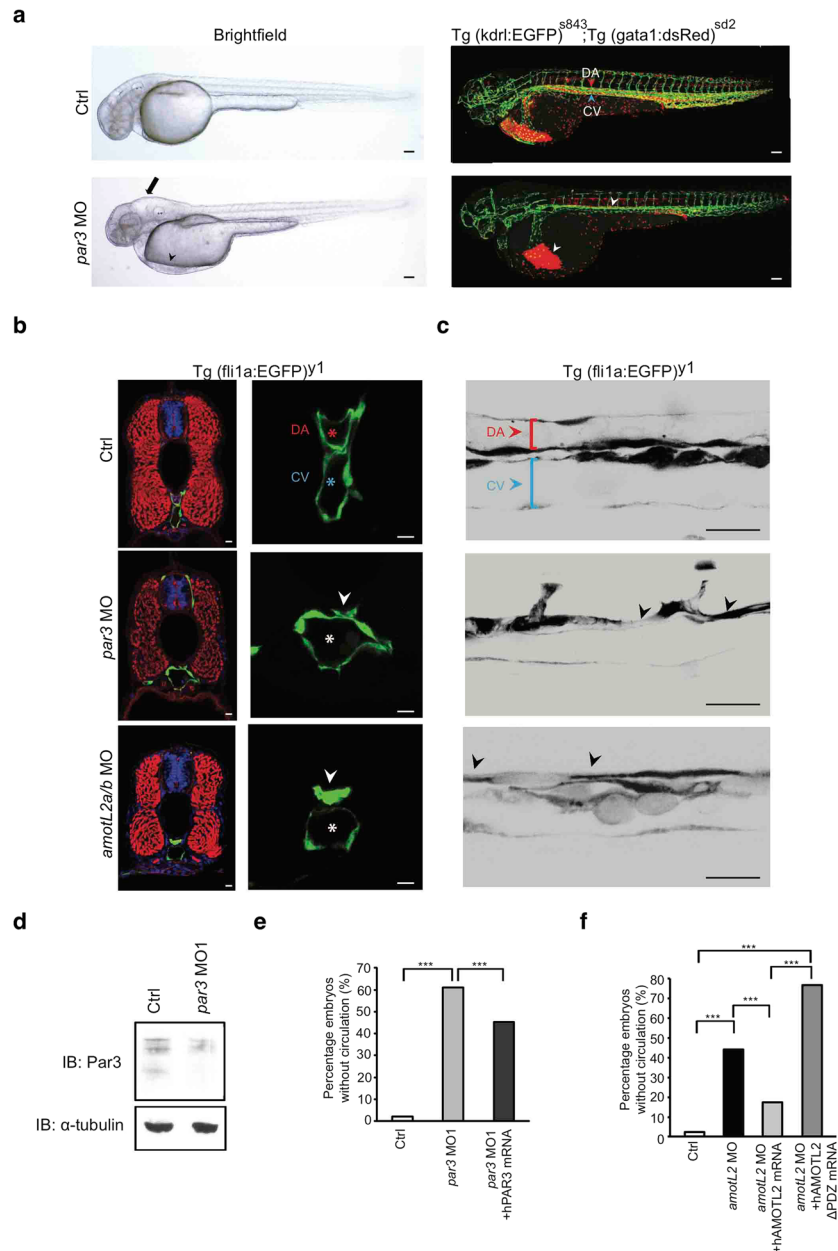 a
Brightfield
Tg (kdrl:EGFP)s843;Tg (gata1:dsRed)sd2
Ctrl
DA
CV
par3 MO
b
c
Tg (fli1a:EGFP)y1
Tg (fli1a:EGFP)y1
Ctrl
DA
*
CV
*
DA
CV
par3 MO
*
amotL2a/b MO
*
d
e
f
Ctrl
par3 MO1
IB: Par3
IB: α-tubulin
Percentage embryos
without circulation (%)
70
60
50
40
30
20
10
0
***
***
Ctrl
par3 MO1
par3 MO1
+hPAR3 mRNA
Percentage embryos
without circulation (%)
80
70
60
50
40
30
20
10
0
***
***
***
***
Ctrl
amotL2 MO
amotL2 MO
+hAMOTL2 mRNA
amotL2 MO
+hAMOTL2
ΔPDZ mRNA